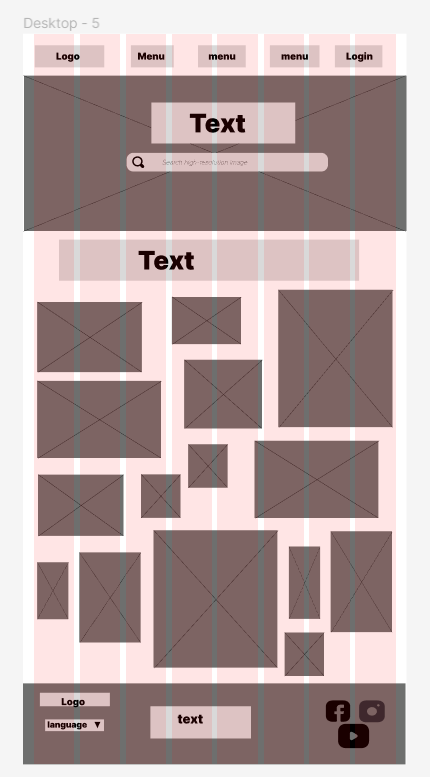 Desktop - 5
Logo Menu menu menu Login
Text
Search high-resolution image
Text
Logo
language ▼
text